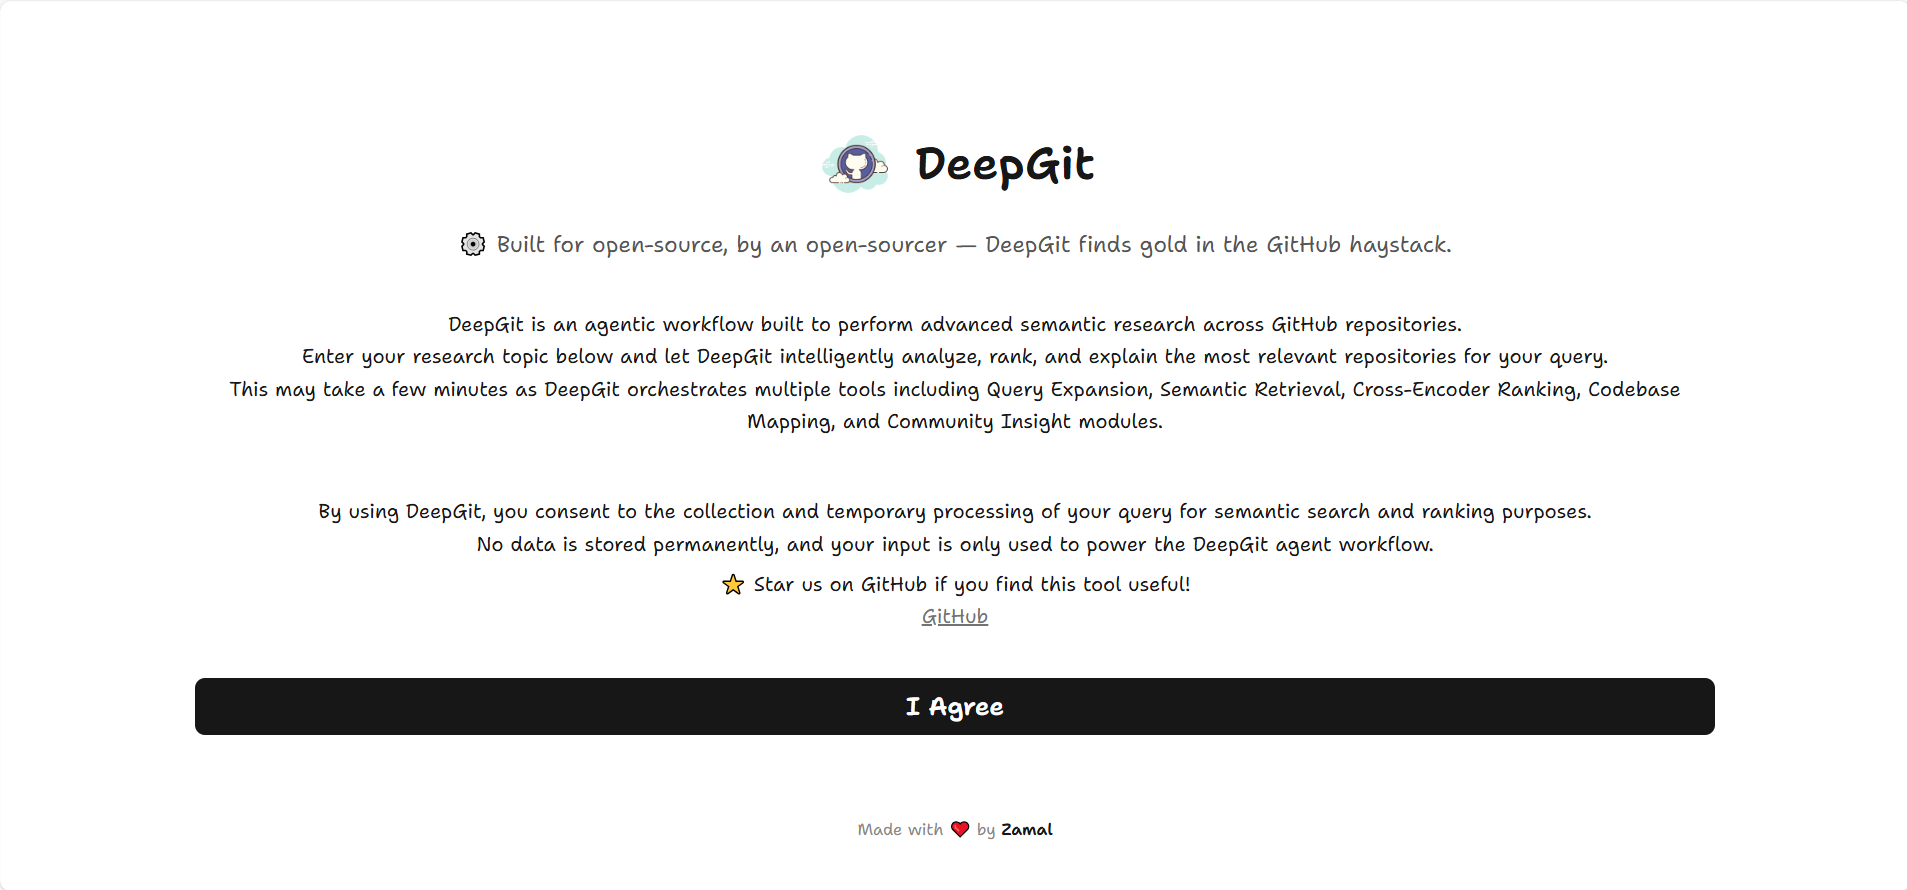 DeepGit
Built for open-source, by an open-sourcer — DeepGit finds gold in the GitHub haystack.
DeepGit is an agentic workflow built to perform advanced semantic research across GitHub repositories.
Enter your research topic below and let DeepGit intelligently analyze, rank, and explain the most relevant repositories for your query.
This may take a few minutes as DeepGit orchestrates multiple tools including Query Expansion, Semantic Retrieval, Cross-Encoder Ranking, Codebase
Mapping, and Community Insight modules.
By using DeepGit, you consent to the collection and temporary processing of your query for semantic search and ranking purposes.
No data is stored permanently, and your input is only used to power the DeepGit agent workflow.
⭐ Star us on GitHub if you find this tool useful!
GitHub
I Agree
Made with ❤️ by Zamal